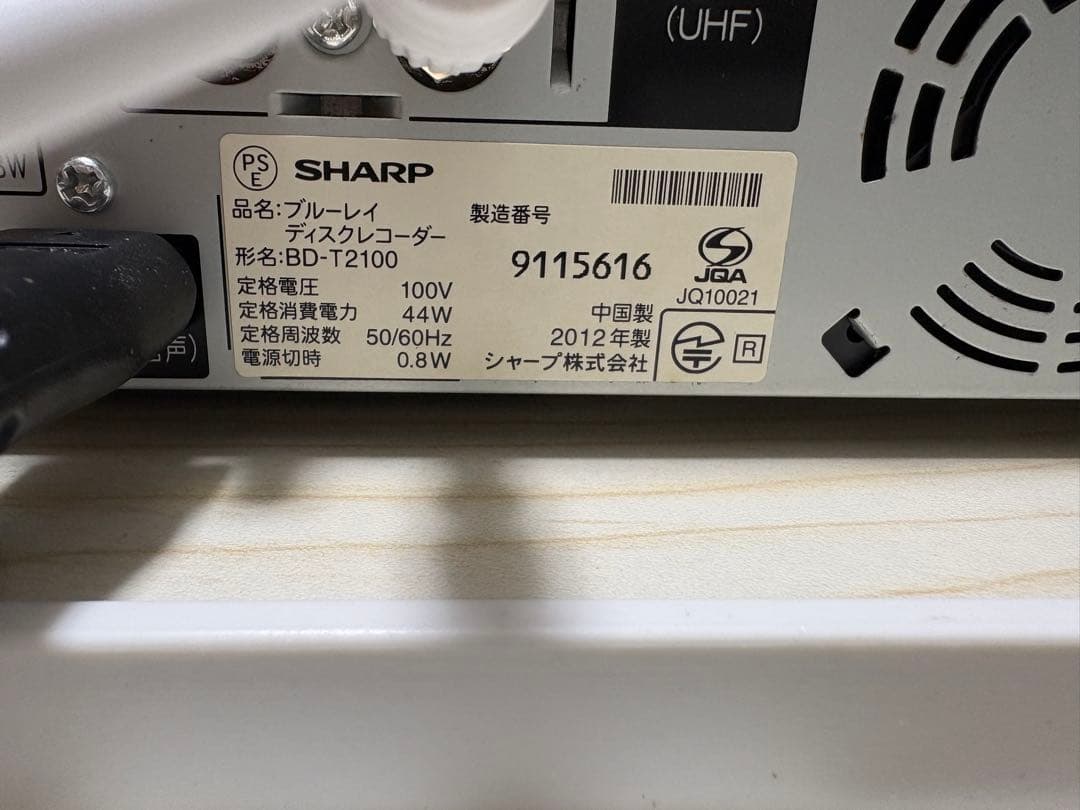 (UHF)
PS
E
SHARP
品名:ブルーレイ
ディスクレコーダー
形名:BD-T2100
定格電圧 100V
定格消費電力 44W
定格周波数 50/60Hz
電源切時 0.8W
製造番号
9115616
中国製
2012年製
シャープ株式会社
JQA
JQ10021
R
W
声)